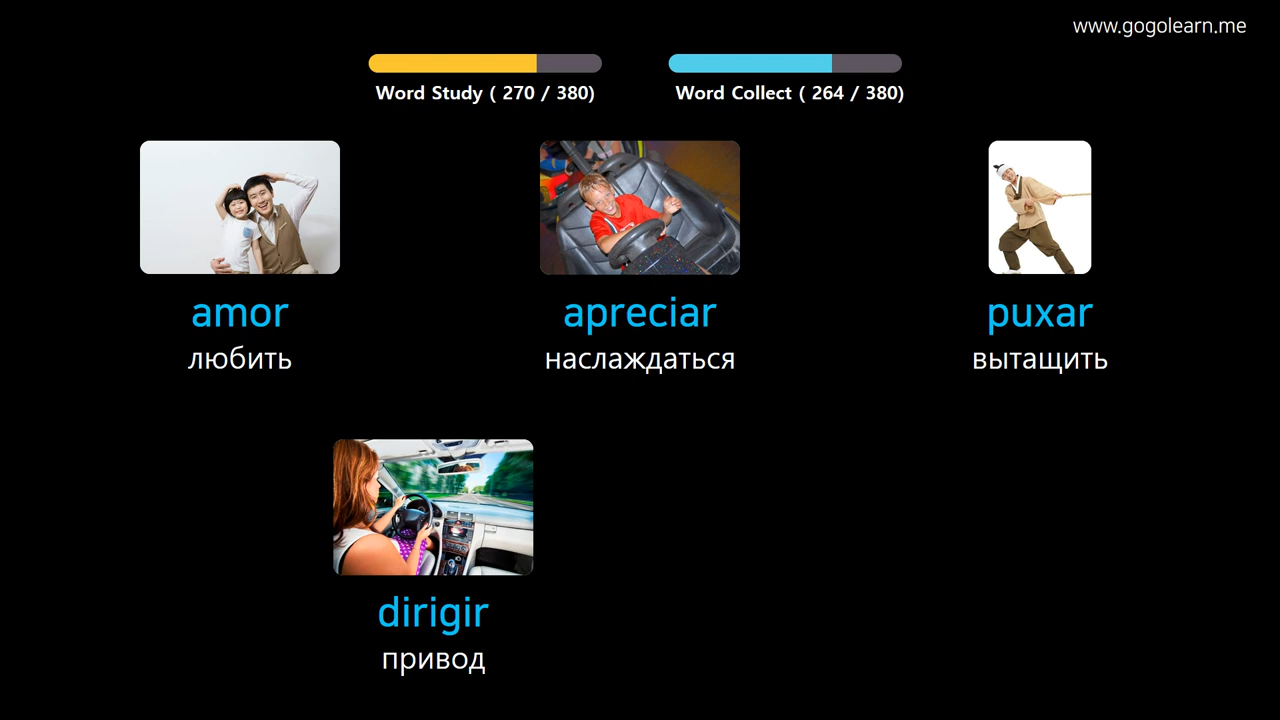 www.gogolearn.me
Word Study ( 270 / 380)
Word Collect ( 264 / 380)
amor
любить
apreciar
наслаждаться
puxar
вытащить
dirigir
привод